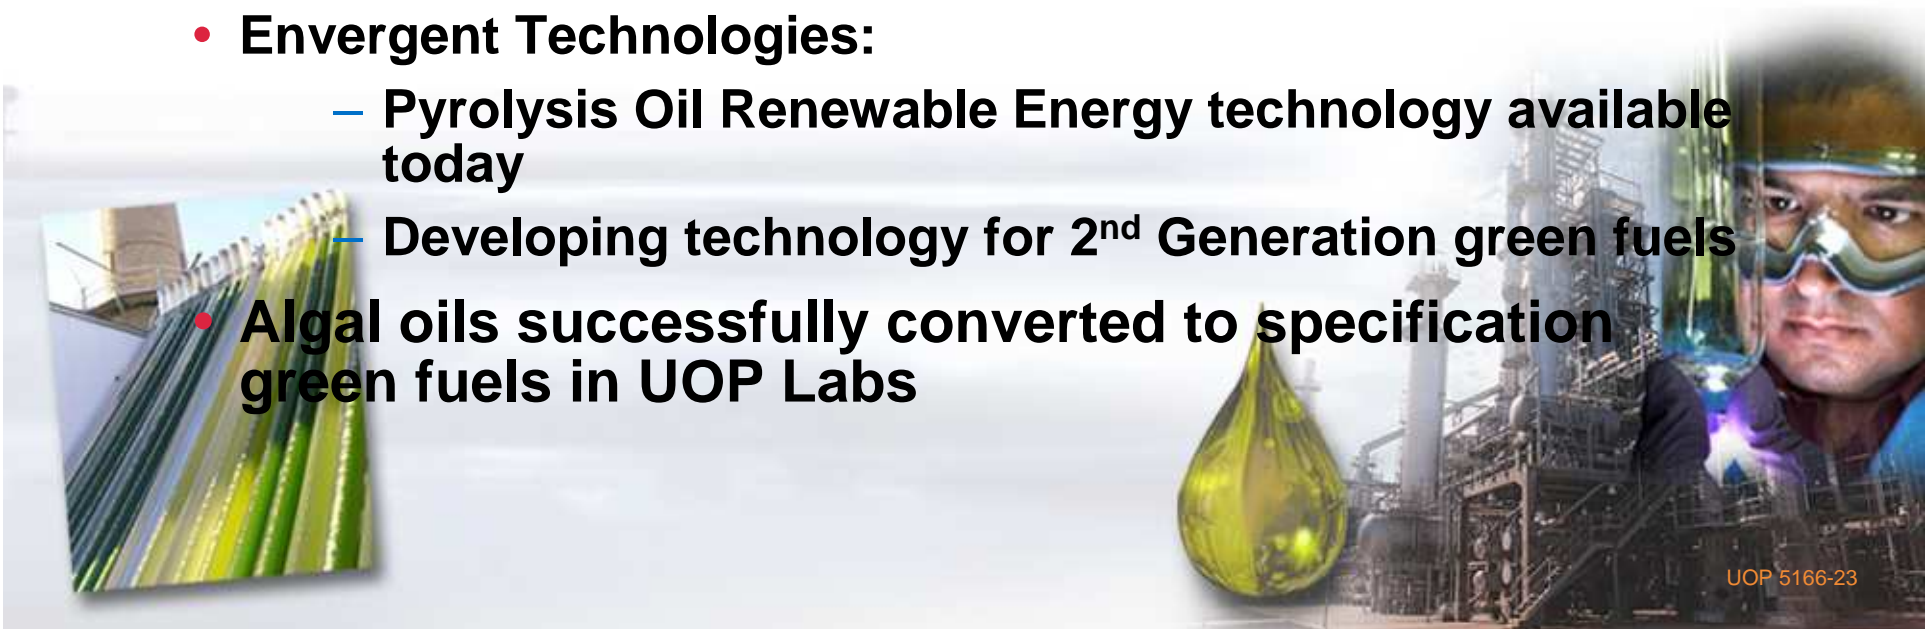 • Envergent Technologies:
– Pyrolysis Oil Renewable Energy technology available
today
– Developing technology for 2nd Generation green fuels
• Algal oils successfully converted to specification
green fuels in UOP Labs
UOP 5166-23